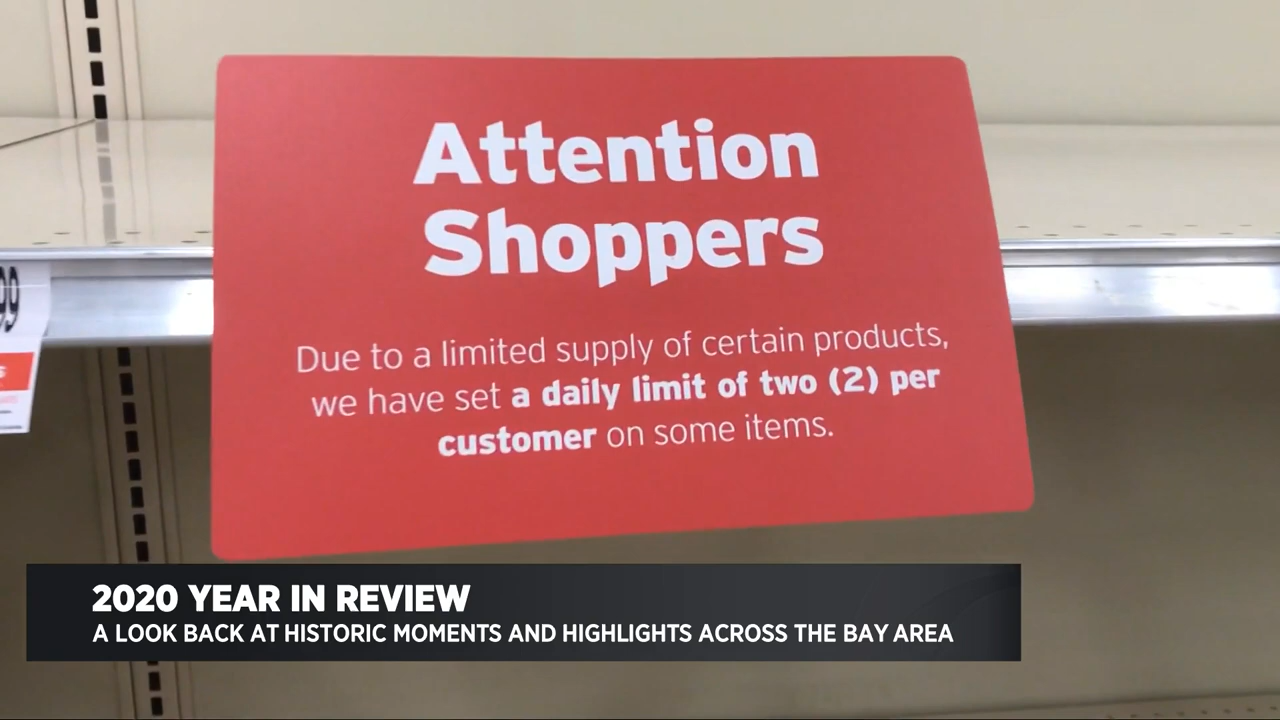 Attention
Shoppers
Due to a limited supply of certain products,
we have set a daily limit of two (2) per
customer on some items.
99
2020 YEAR IN REVIEW
A LOOK BACK AT HISTORIC MOMENTS AND HIGHLIGHTS ACROSS THE BAY AREA